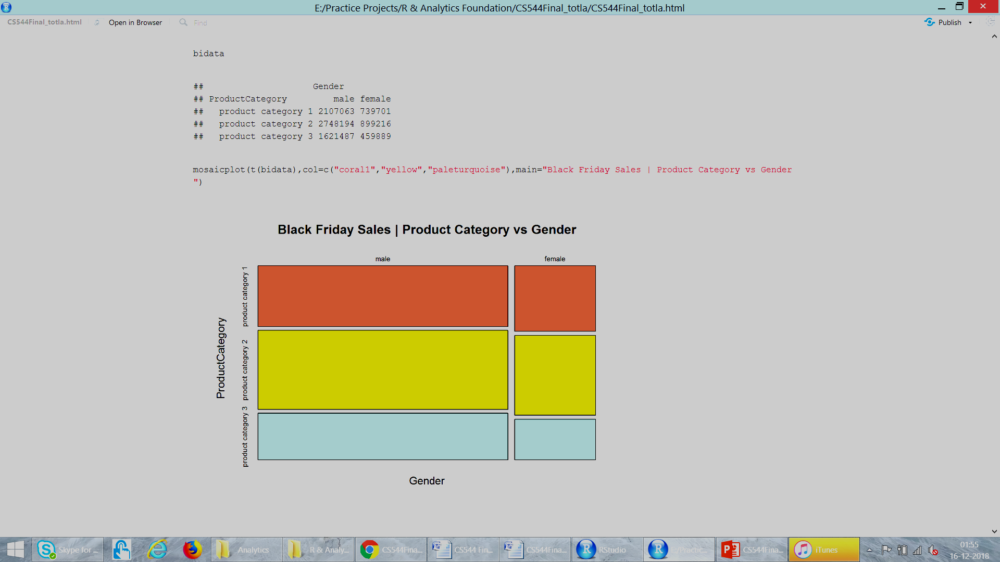 E:/Practice Projects/R & Analytics Foundation/CS544Final_totla/CS544Final_totla.html
CS544Final_totla.html Open in Browser Find Publish
bidata
## Gender
## ProductCategory male female
## product category 1 2107063 739701
## product category 2 2748194 899216
## product category 3 1621487 459889
mosaicplot(t(bidata),col=c("coral1","yellow","paleturquoise"),main="Black Friday Sales | Product Category vs Gender
")
Black Friday Sales | Product Category vs Gender
male female
product category 1
product category 2
product category 3
ProductCategory
Gender
Skype for ... Analytics R & Analy... CS544Fina... CS544 Fin... CS544Fina... RStudio E:/Practic... CS544Fina... iTunes 01:55
16-12-2018